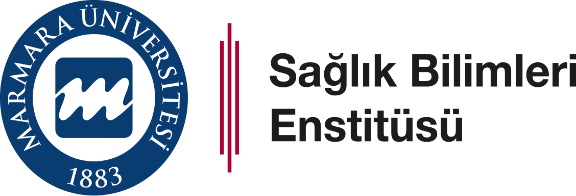 MARMARA ÜNİVERSİTESİ
m
1883
Sağlık Bilimleri
Enstitüsü